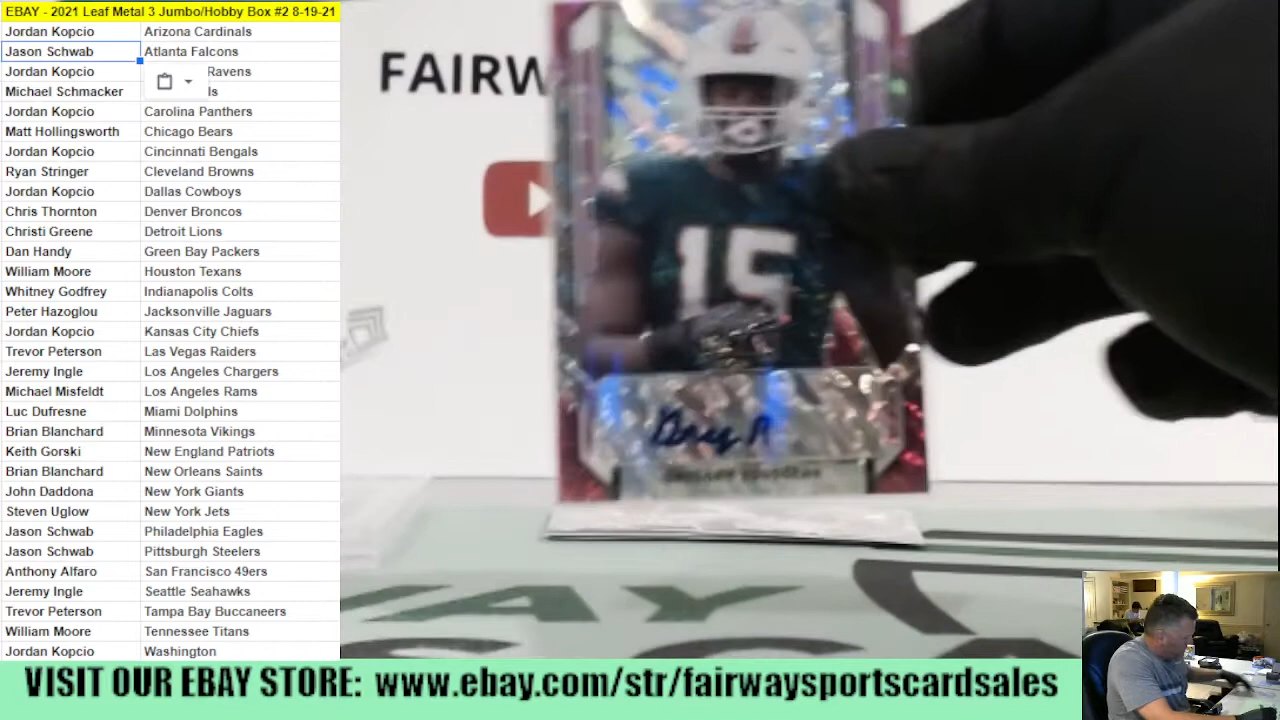 EBAY - 2021 Leaf Metal 3 Jumbo/Hobby Box #2 8-19-21
Jordan Kopcio Arizona Cardinals
Jason Schwab Atlanta Falcons
Jordan Kopcio Ravens
Michael Schmacker ls
Jordan Kopcio Carolina Panthers
Matt Hollingsworth Chicago Bears
Jordan Kopcio Cincinnati Bengals
Ryan Stringer Cleveland Browns
Jordan Kopcio Dallas Cowboys
Chris Thornton Denver Broncos
Christi Greene Detroit Lions
Dan Handy Green Bay Packers
William Moore Houston Texans
Whitney Godfrey Indianapolis Colts
Peter Hazoglou Jacksonville Jaguars
Jordan Kopcio Kansas City Chiefs
Trevor Peterson Las Vegas Raiders
Jeremy Ingle Los Angeles Chargers
Michael Misfeldt Los Angeles Rams
Luc Dufresne Miami Dolphins
Brian Blanchard Minnesota Vikings
Keith Gorski New England Patriots
Brian Blanchard New Orleans Saints
John Daddona New York Giants
Steven Uglow New York Jets
Jason Schwab Philadelphia Eagles
Jason Schwab Pittsburgh Steelers
Anthony Alfaro San Francisco 49ers
Jeremy Ingle Seattle Seahawks
Trevor Peterson Tampa Bay Buccaneers
William Moore Tennessee Titans
Jordan Kopcio Washington
FAIRW
15
WAY
S CA
VISIT OUR EBAY STORE: www.ebay.com/str/fairwaysportscardsales